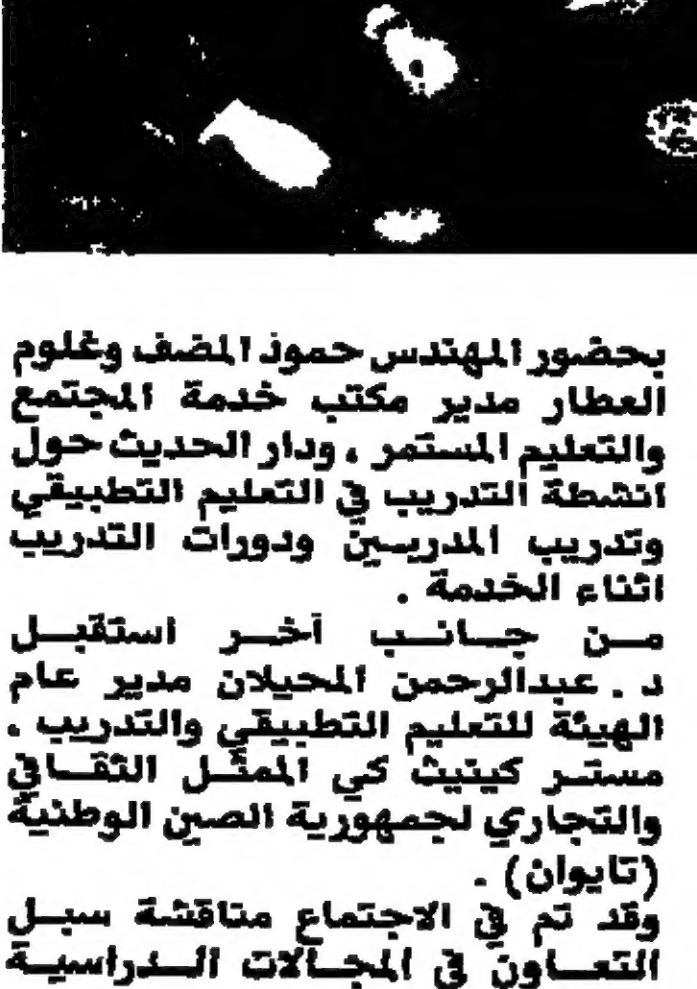 بحضور المهندس حمود المضف وغلوم
العطار مدير مكتب خدمة المجتمع
والتعليم المستمر ، ودار الحديث حول
انشطة التدريب في التعليم التطبيقي
وتدريب المدرسين ودورات التدريب
اثناء الخدمة .
من جانب آخر استقبل
د . عبدالرحمن المحيلان مدير عام
الهيئة للتعليم التطبيقي والتدريب ،
مستر كينيث كي الممثل الثقافي
والتجاري لجمهورية الصين الوطنية
(تايوان) .
وقد تم في الاجتماع مناقشة سبل
التعاون في المجالات الدراسية